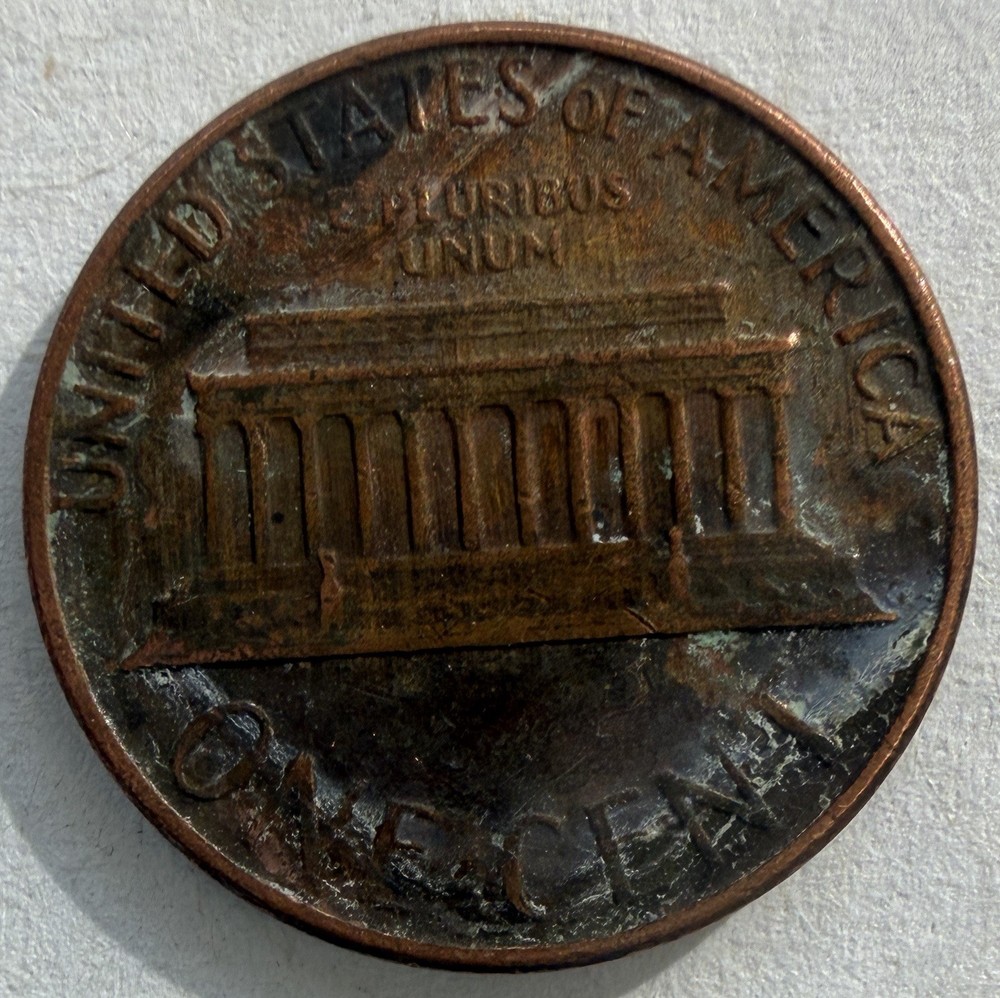 UNITED STATES OF AMERICA
E PLURIBUS
UNUM
ONE CENT